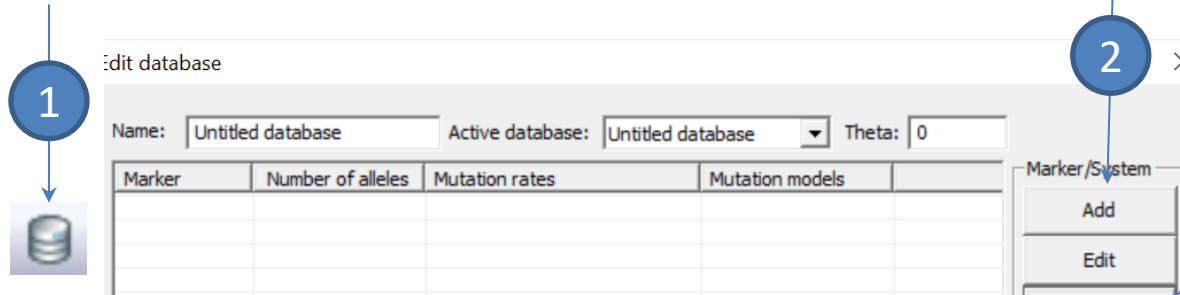 1
2
Edit database
Name: Untitled database Active database: Untitled database Theta: 0
Marker Number of alleles Mutation rates Mutation models
Marker/System
Add
Edit